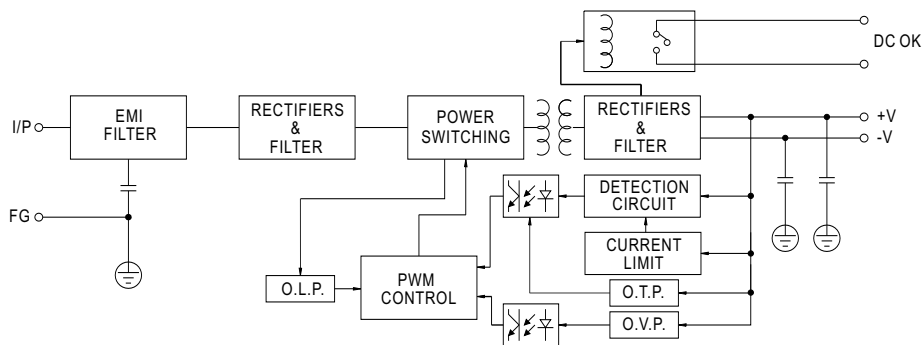 DC OK
I/P
EMI
FILTER
RECTIFIERS
&
FILTER
POWER
SWITCHING
RECTIFIERS
&
FILTER
+V
-V
FG
DETECTION
CIRCUIT
CURRENT
LIMIT
O.L.P.
PWM
CONTROL
O.T.P.
O.V.P.